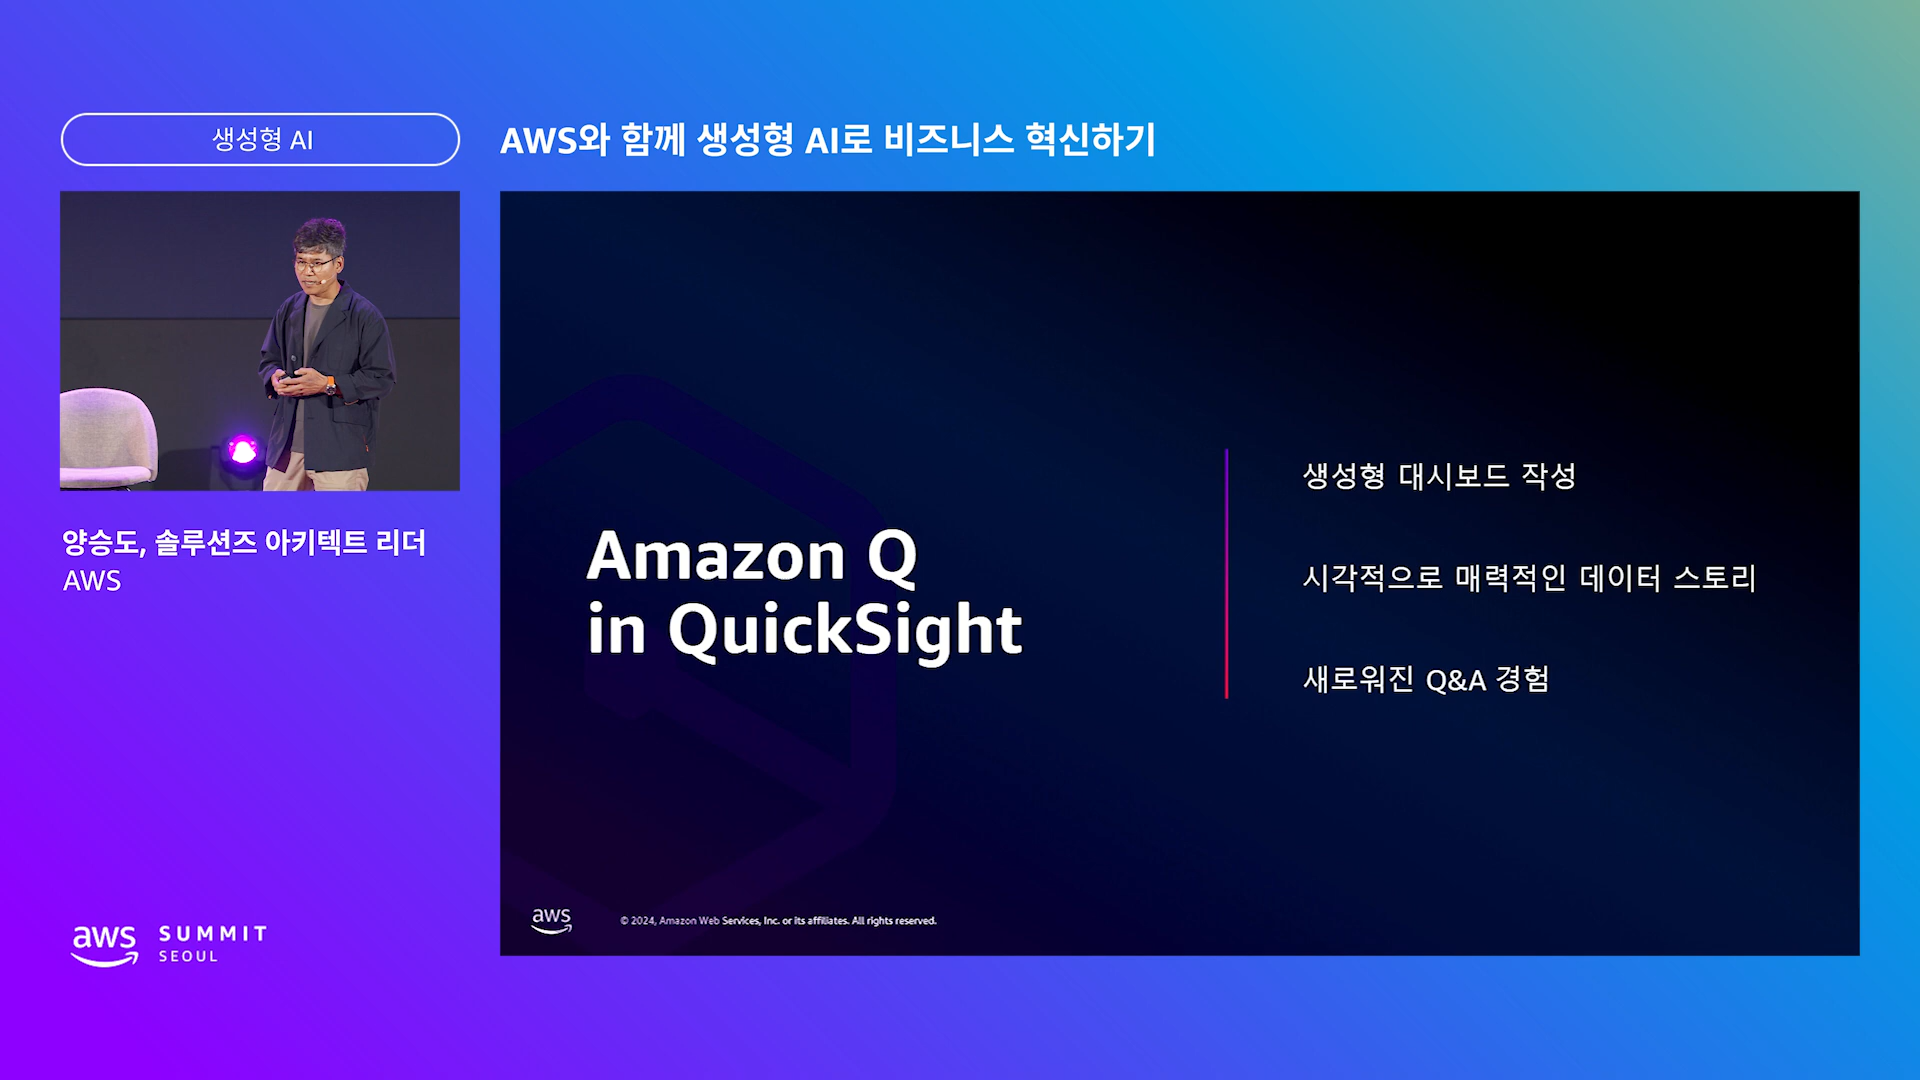 생성형 AI
AWS와 함께 생성형 AI로 비즈니스 혁신하기
양승도, 솔루션즈 아키텍트 리더
AWS
Amazon Q
in QuickSight
생성형 대시보드 작성
시각적으로 매력적인 데이터 스토리
새로워진 Q&A 경험
aws
© 2024, Amazon Web Services, Inc. or its affiliates. All rights reserved.
aws SUMMIT
SEOUL